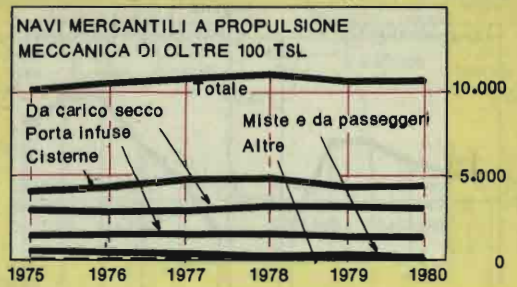 NAVI MERCANTILI A PROPULSIONE
MECCANICA DI OLTRE 100 TSL
Totale
10.000
Da carico secco
Porta infuse
Cisterne
Miste e da passeggeri
Altre
5.000
0
1975 1976 1977 1978 1979 1980